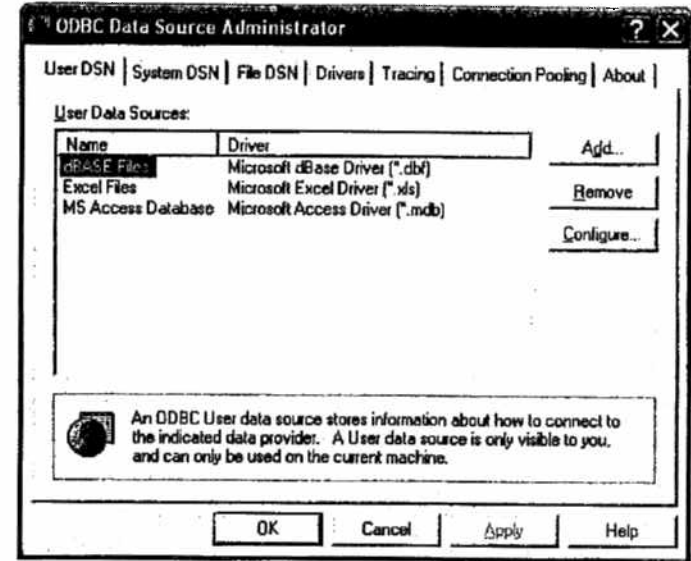 ODBC Data Source Administrator
User DSN System DSN File DSN Drivers Tracing Connection Pooling About
User Data Sources:
Name Driver
dBASE Files Microsoft dBase Driver (*.dbf)
Excel Files Microsoft Excel Driver (*.xls)
MS Access Database Microsoft Access Driver (*.mdb)
Add...
Remove
Configure...
An ODBC User data source stores information about how to connect to
the indicated data provider. A User data source is only visible to you,
and can only be used on the current machine.
OK Cancel Apply Help